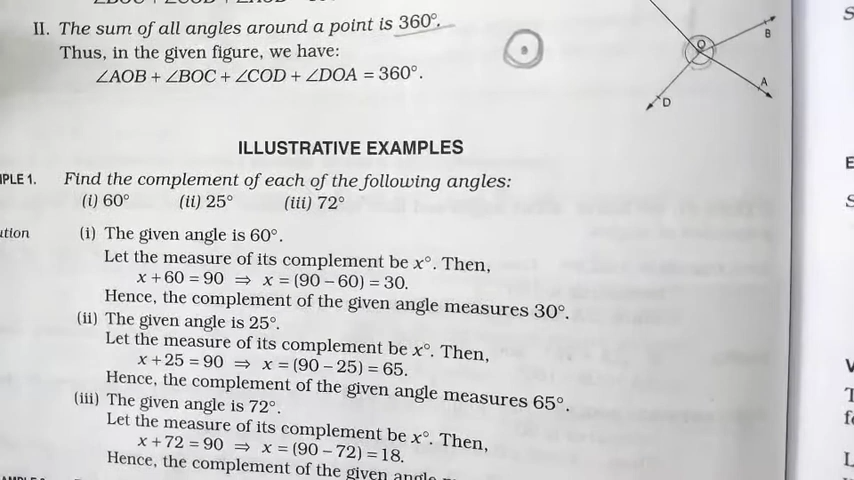 II. The sum of all angles around a point is 360°.
Thus, in the given figure, we have:
∠AOB + ∠BOC + ∠COD + ∠DOA = 360°.
O
B
A
D
ILLUSTRATIVE EXAMPLES
Find the complement of each of the following angles:
(i) 60° (ii) 25° (iii) 72°
(i) The given angle is 60°.
Let the measure of its complement be x°. Then,
x + 60 = 90 ⇒ x = (90 – 60) = 30.
Hence, the complement of the given angle measures 30°.
(ii) The given angle is 25°.
Let the measure of its complement be x°. Then,
x + 25 = 90 ⇒ x = (90 – 25) = 65.
Hence, the complement of the given angle measures 65°.
(iii) The given angle is 72°.
Let the measure of its complement be x°. Then,
x + 72 = 90 ⇒ x = (90 – 72) = 18.
Hence, the complement of the given angle